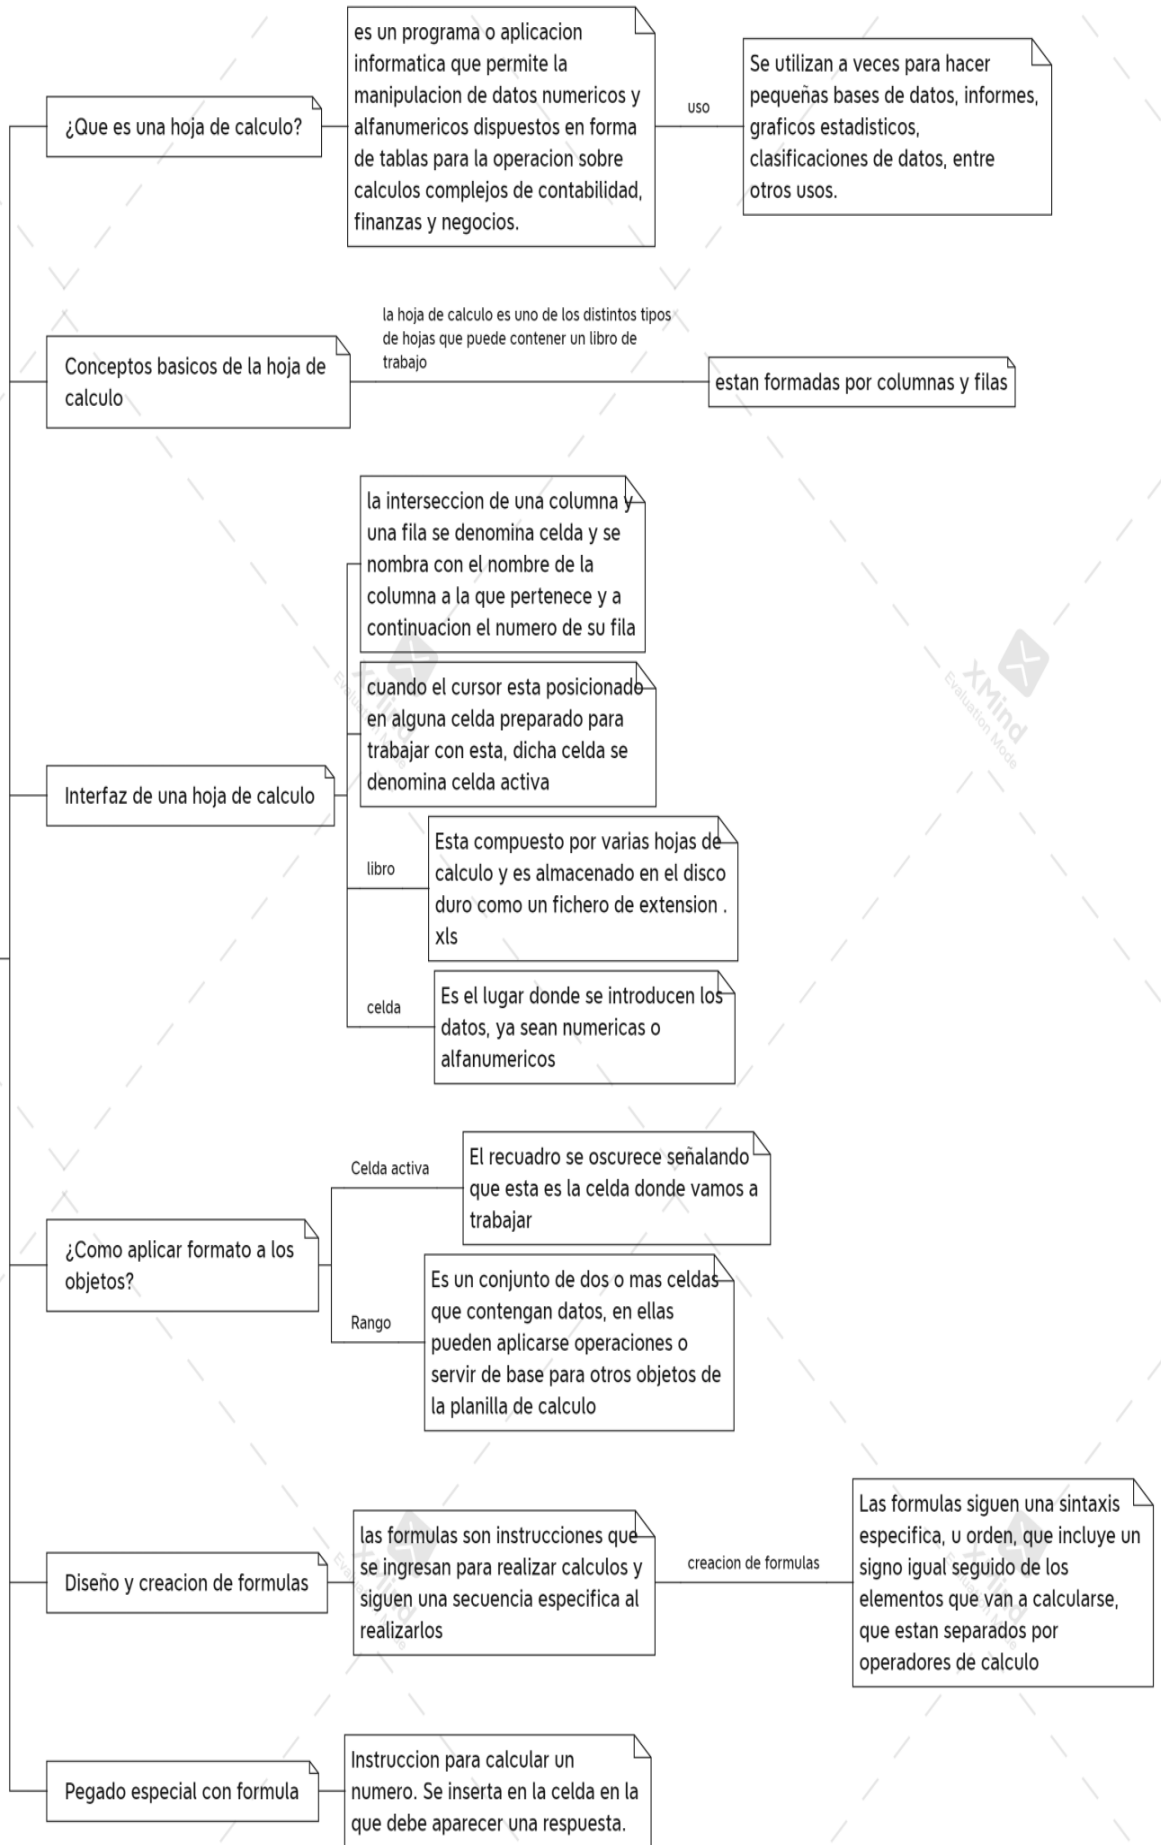 ¿Que es una hoja de calculo?
es un programa o aplicacion
informatica que permite la
manipulacion de datos numericos y
alfanumericos dispuestos en forma
de tablas para la operacion sobre
calculos complejos de contabilidad,
finanzas y negocios.
uso
Se utilizan a veces para hacer
pequeñas bases de datos, informes,
graficos estadisticos,
clasificaciones de datos, entre
otros usos.
Conceptos basicos de la hoja de
calculo
la hoja de calculo es uno de los distintos tipos
de hojas que puede contener un libro de
trabajo
estan formadas por columnas y filas
Interfaz de una hoja de calculo
la interseccion de una columna y
una fila se denomina celda y se
nombra con el nombre de la
columna a la que pertenece y a
continuacion el numero de su fila
cuando el cursor esta posicionado
en alguna celda preparado para
trabajar con esta, dicha celda se
denomina celda activa
libro
Esta compuesto por varias hojas de
calculo y es almacenado en el disco
duro como un fichero de extension .
xls
celda
Es el lugar donde se introducen los
datos, ya sean numericas o
alfanumericos
¿Como aplicar formato a los
objetos?
Celda activa
El recuadro se oscurece señalando
que esta es la celda donde vamos a
trabajar
Rango
Es un conjunto de dos o mas celdas
que contengan datos, en ellas
pueden aplicarse operaciones o
servir de base para otros objetos de
la planilla de calculo
Diseño y creacion de formulas
las formulas son instrucciones que
se ingresan para realizar calculos y
siguen una secuencia especifica al
realizarlos
creacion de formulas
Las formulas siguen una sintaxis
especifica, u orden, que incluye un
signo igual seguido de los
elementos que van a calcularse,
que estan separados por
operadores de calculo
Pegado especial con formula
Instruccion para calcular un
numero. Se inserta en la celda en la
que debe aparecer una respuesta.
XMind
Evaluation Mode
XMind
Evaluation Mode